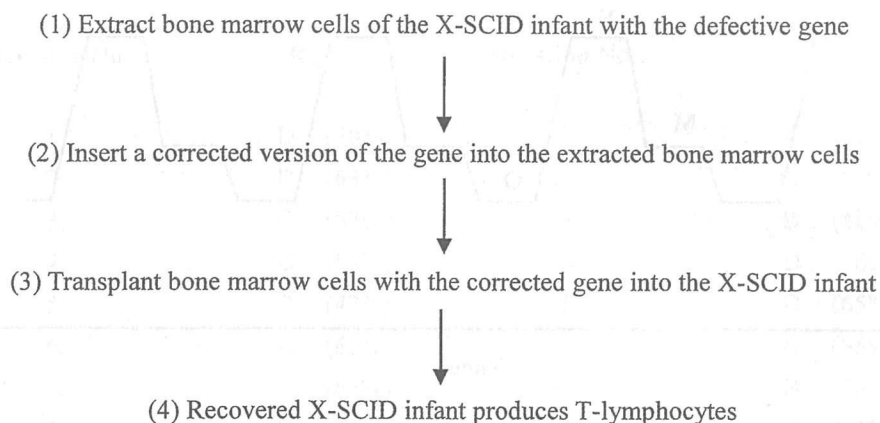 (1) Extract bone marrow cells of the X-SCID infant with the defective gene
(2) Insert a corrected version of the gene into the extracted bone marrow cells
(3) Transplant bone marrow cells with the corrected gene into the X-SCID infant
(4) Recovered X-SCID infant produces T-lymphocytes